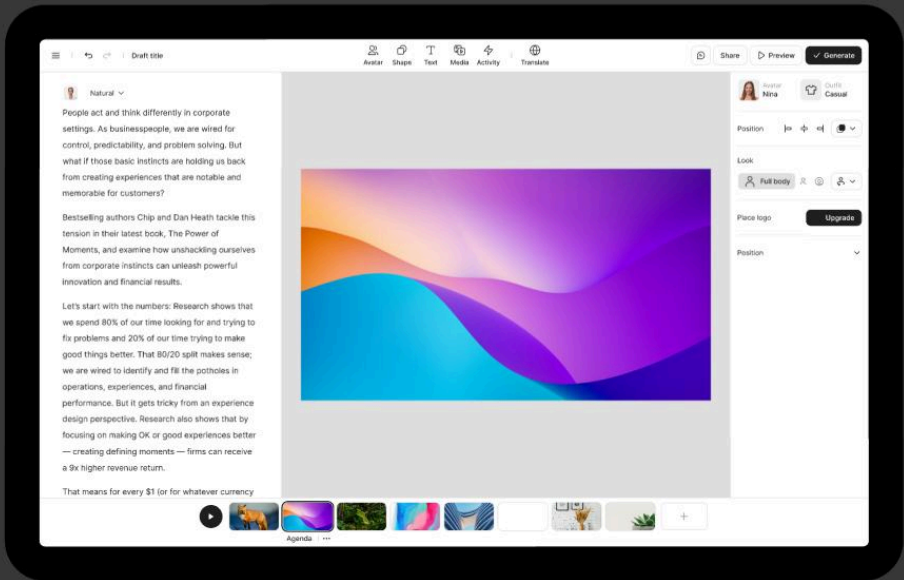 Draft title
Avatar
Shape
Text
Media
Activity
Translate
Share
Preview
Generate
Natural
People act and think differently in corporate
settings. As businesspeople, we are wired for
control, predictability, and problem solving. But
what if those basic instincts are holding us back
from creating experiences that are notable and
memorable for customers?
Bestselling authors Chip and Dan Heath tackle this
tension in their latest book, The Power of
Moments, and examine how unshackling ourselves
from corporate instincts can unleash powerful
innovation and financial results.
Let's start with the numbers: Research shows that
we spend 80% of our time looking for and trying to
fix problems and 20% of our time trying to make
good things better. That 80/20 split makes sense;
we are wired to identify and fill the potholes in
operations, experiences, and financial
performance. But it gets tricky from an experience
design perspective. Research also shows that by
focusing on making OK or good experiences better
— creating defining moments — firms can receive
a 9x higher revenue return.
That means for every $1 (or for whatever currency
Avatar
Nina
Outfit
Casual
Position
Look
Full body
Place logo
Upgrade
Position
Agenda